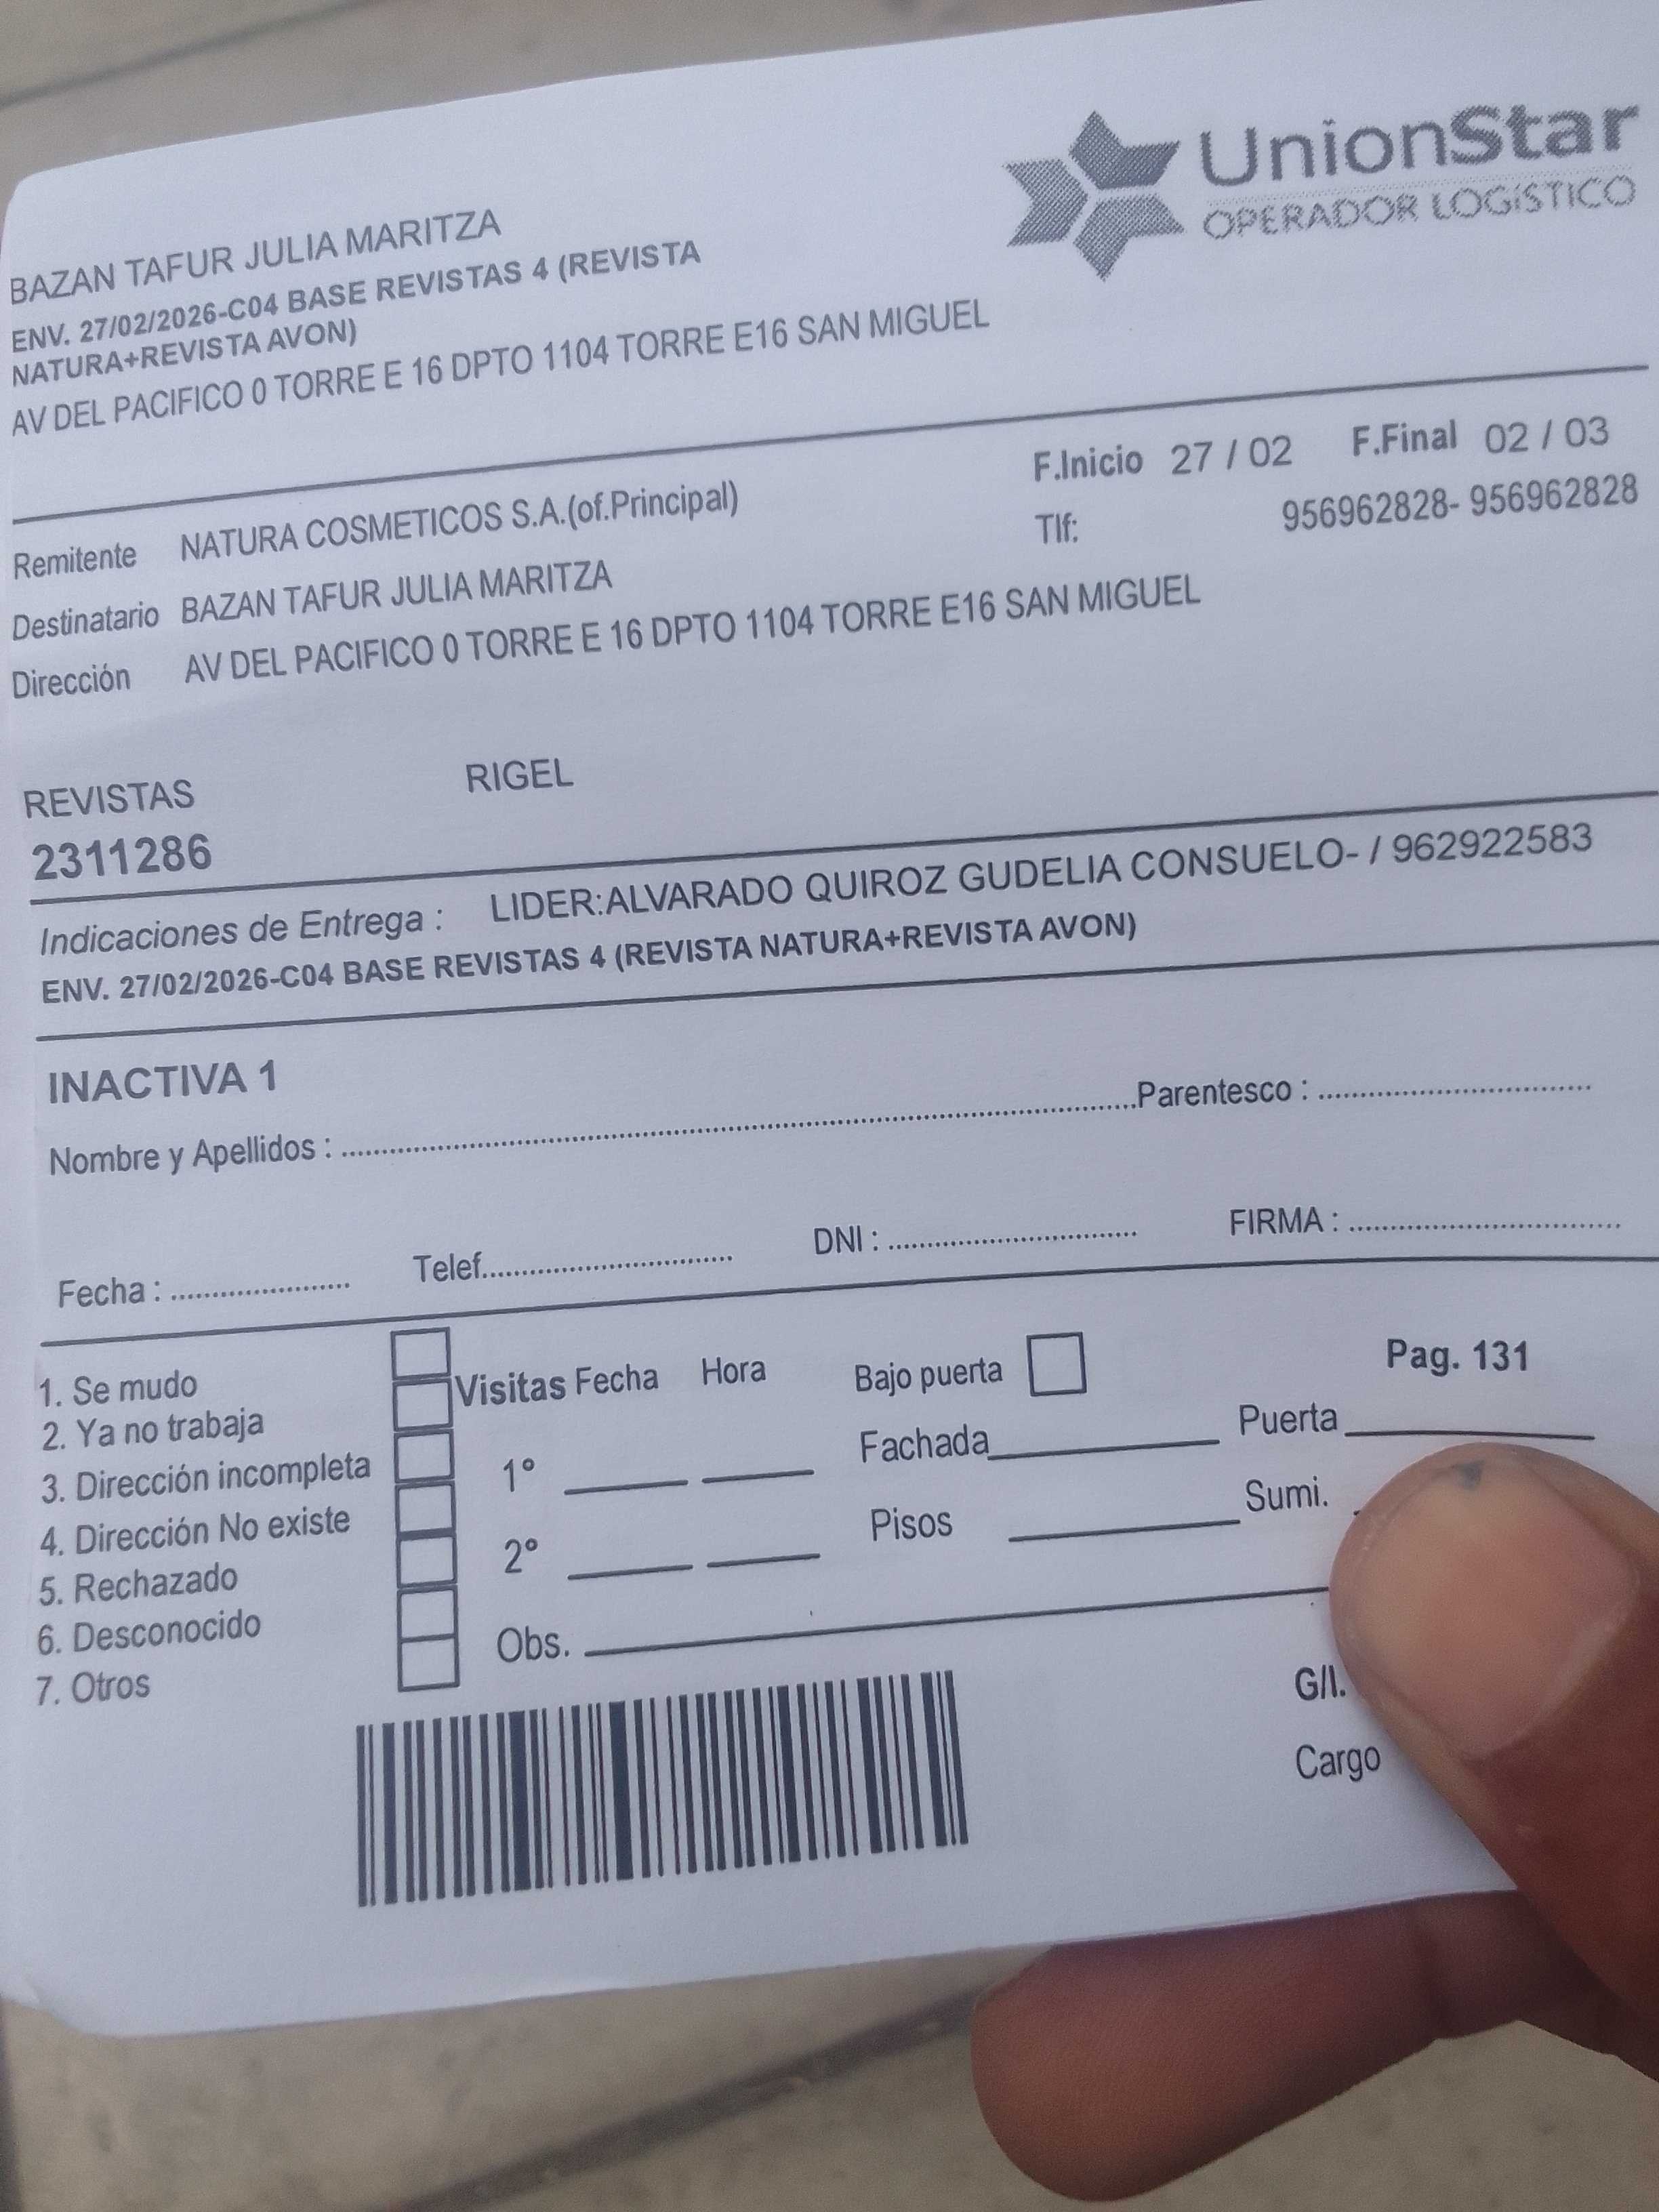 UnionStar
OPERADOR LOGíSTICO
BAZAN TAFUR JULIA MARITZA
ENV. 27/02/2026-C04 BASE REVISTAS 4 (REVISTA
NATURA+REVISTA AVON)
AV DEL PACIFICO 0 TORRE E 16 DPTO 1104 TORRE E16 SAN MIGUEL
F.Inicio 27 / 02 F.Final 02 / 03
Remitente NATURA COSMETICOS S.A.(of.Principal)
Tlf: 956962828- 956962828
Destinatario BAZAN TAFUR JULIA MARITZA
Dirección AV DEL PACIFICO 0 TORRE E 16 DPTO 1104 TORRE E16 SAN MIGUEL
REVISTAS RIGEL
2311286
Indicaciones de Entrega : LIDER:ALVARADO QUIROZ GUDELIA CONSUELO- / 962922583
ENV. 27/02/2026-C04 BASE REVISTAS 4 (REVISTA NATURA+REVISTA AVON)
INACTIVA 1
Nombre y Apellidos : Parentesco :
Fecha : Telef. DNI : FIRMA :
1. Se mudo
2. Ya no trabaja
3. Dirección incompleta
4. Dirección No existe
5. Rechazado
6. Desconocido
7. Otros
Visitas Fecha Hora
1°
2°
Obs.
Bajo puerta
Pag. 131
Fachada Puerta
Pisos Sumi.
G/I.
Cargo